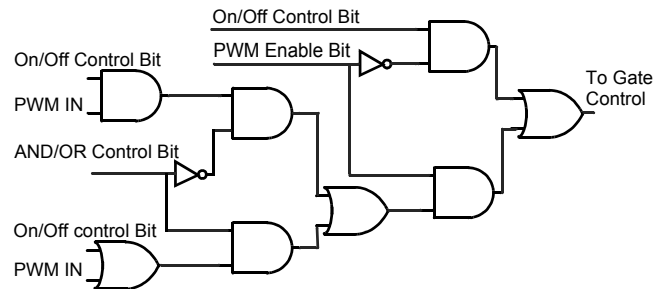 On/Off Control Bit
PWM Enable Bit
On/Off Control Bit
PWM IN
To Gate
Control
AND/OR Control Bit
On/Off control Bit
PWM IN